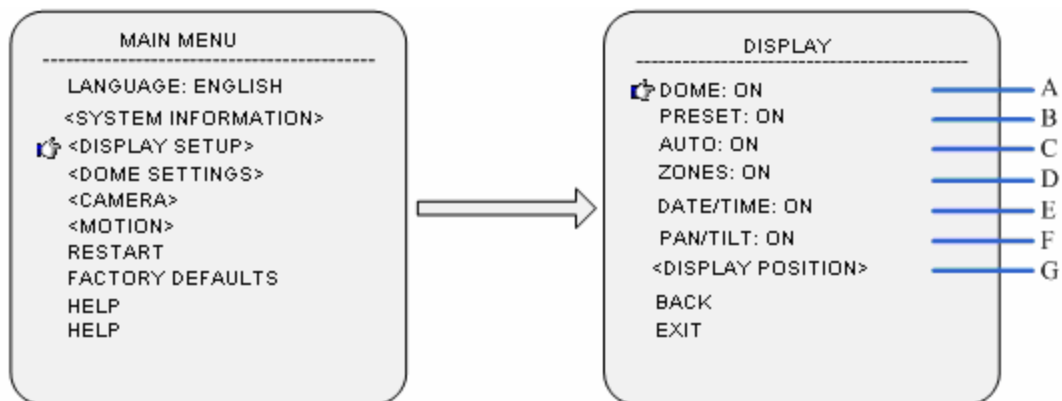 MAIN MENU
LANGUAGE: ENGLISH
<SYSTEM INFORMATION>
<DISPLAY SETUP>
<DOME SETTINGS>
<CAMERA>
<MOTION>
RESTART
FACTORY DEFAULTS
HELP
HELP
DISPLAY
DOME: ON A
PRESET: ON B
AUTO: ON C
ZONES: ON D
DATE/TIME: ON E
PAN/TILT: ON F
<DISPLAY POSITION> G
BACK
EXIT